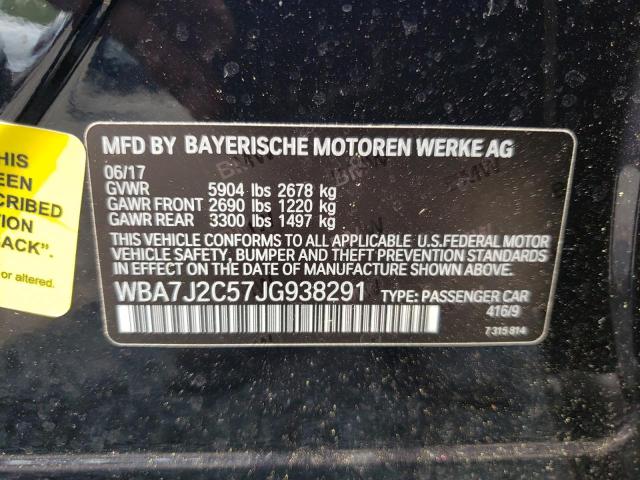 THIS
EEN
CRIBED
TION
BACK".
or altered.
MFD BY BAYERISCHE MOTOREN WERKE AG
06/17
GVWR 5904 lbs 2678 kg
GAWR FRONT 2690 lbs 1220 kg
GAWR REAR 3300 lbs 1497 kg
THIS VEHICLE CONFORMS TO ALL APPLICABLE U.S.FEDERAL MOTOR
VEHICLE SAFETY, BUMPER AND THEFT PREVENTION STANDARDS IN
EFFECT ON THE DATE OF MANUFACTURE SHOWN ABOVE.
WBA7J2C57JG938291 TYPE: PASSENGER CAR
416/9
7 315 814